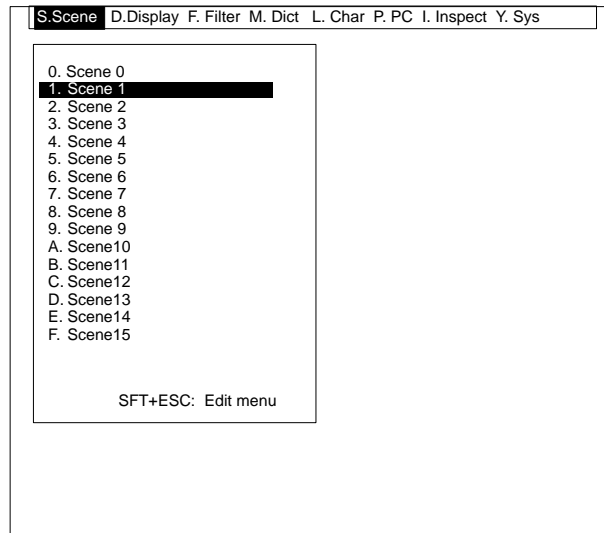 S.Scene D.Display F. Filter M. Dict L. Char P. PC I. Inspect Y. Sys
0. Scene 0
1. Scene 1
2. Scene 2
3. Scene 3
4. Scene 4
5. Scene 5
6. Scene 6
7. Scene 7
8. Scene 8
9. Scene 9
A. Scene10
B. Scene11
C. Scene12
D. Scene13
E. Scene14
F. Scene15
SFT+ESC: Edit menu